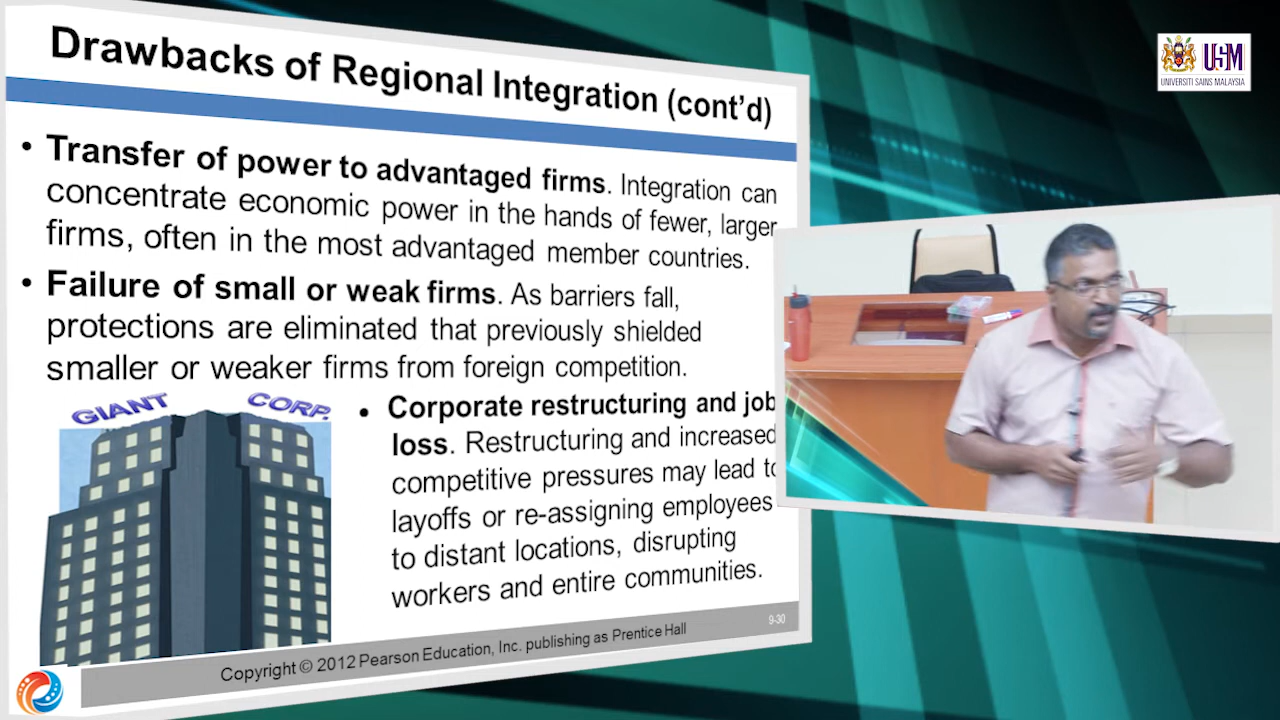 Drawbacks of Regional Integration (cont'd)
• Transfer of power to advantaged firms. Integration can
concentrate economic power in the hands of fewer, larger
firms, often in the most advantaged member countries.
• Failure of small or weak firms. As barriers fall,
protections are eliminated that previously shielded
smaller or weaker firms from foreign competition.
GIANT CORP.
• Corporate restructuring and job
loss. Restructuring and increased
competitive pressures may lead to
layoffs or re-assigning employees
to distant locations, disrupting
workers and entire communities.
Copyright © 2012 Pearson Education, Inc. publishing as Prentice Hall
9-30
USM
UNIVERSITI SAINS MALAYSIA